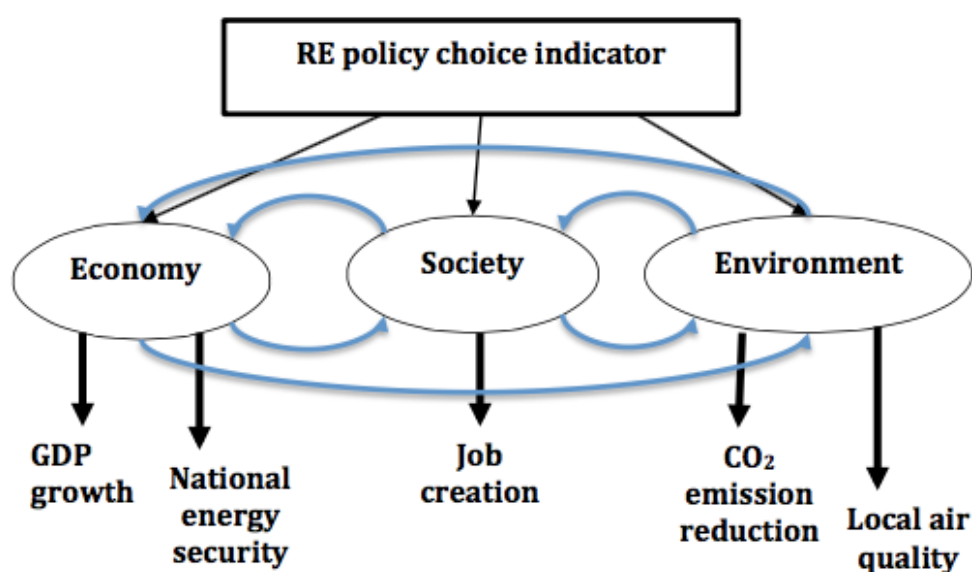 RE policy choice indicator
Economy
Society
Environment
GDP
growth
National
energy
security
Job
creation
CO₂
emission
reduction
Local air
quality